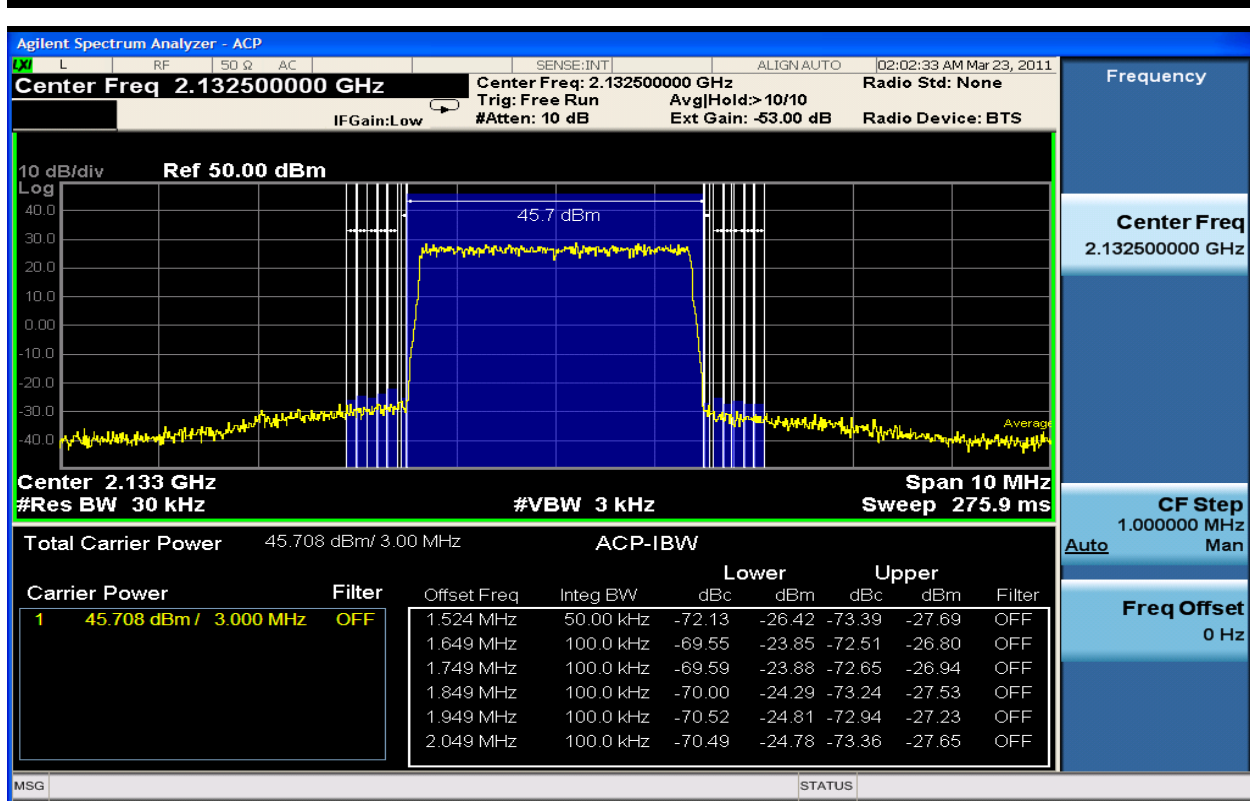 Agilent Spectrum Analyzer - ACP
LXI L RF 50 Ω AC SENSE:INT ALIGN AUTO 02:02:33 AM Mar 23, 2011
Center Freq 2.132500000 GHz
Center Freq: 2.132500000 GHz
Radio Std: None
Trig: Free Run
Avg|Hold:> 10/10
IFGain:Low
#Atten: 10 dB
Ext Gain: -53.00 dB
Radio Device: BTS
10 dB/div
Ref 50.00 dBm
Log
40.0
30.0
20.0
10.0
0.00
-10.0
-20.0
-30.0
-40.0
45.7 dBm
Average
Center 2.133 GHz
Span 10 MHz
#Res BW 30 kHz
#VBW 3 kHz
Sweep 275.9 ms
Total Carrier Power 45.708 dBm/ 3.00 MHz
ACP-IBW
Carrier Power Filter
1 45.708 dBm / 3.000 MHz OFF
Lower Upper
Offset Freq Integ BW dBc dBm dBc dBm Filter
1.524 MHz 50.00 kHz -72.13 -26.42 -73.39 -27.69 OFF
1.649 MHz 100.0 kHz -69.55 -23.85 -72.51 -26.80 OFF
1.749 MHz 100.0 kHz -69.59 -23.88 -72.65 -26.94 OFF
1.849 MHz 100.0 kHz -70.00 -24.29 -73.24 -27.53 OFF
1.949 MHz 100.0 kHz -70.52 -24.81 -72.94 -27.23 OFF
2.049 MHz 100.0 kHz -70.49 -24.78 -73.36 -27.65 OFF
MSG
STATUS
Frequency
Center Freq
2.132500000 GHz
CF Step
1.000000 MHz
Auto Man
Freq Offset
0 Hz